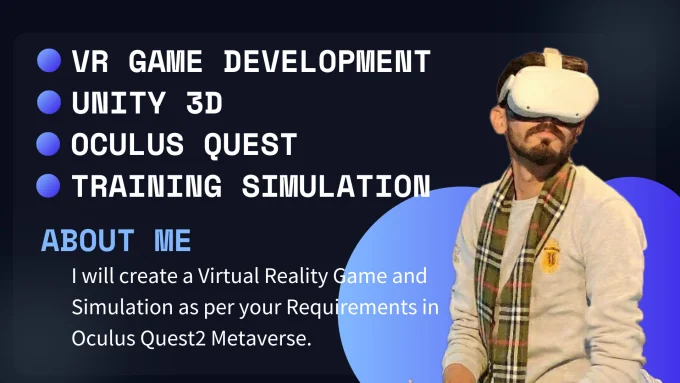 VR GAME DEVELOPMENT
UNITY 3D
OCULUS QUEST
TRAINING SIMULATION
ABOUT ME
I will create a Virtual Reality Game and
Simulation as per your Requirements in
Oculus Quest2 Metaverse.